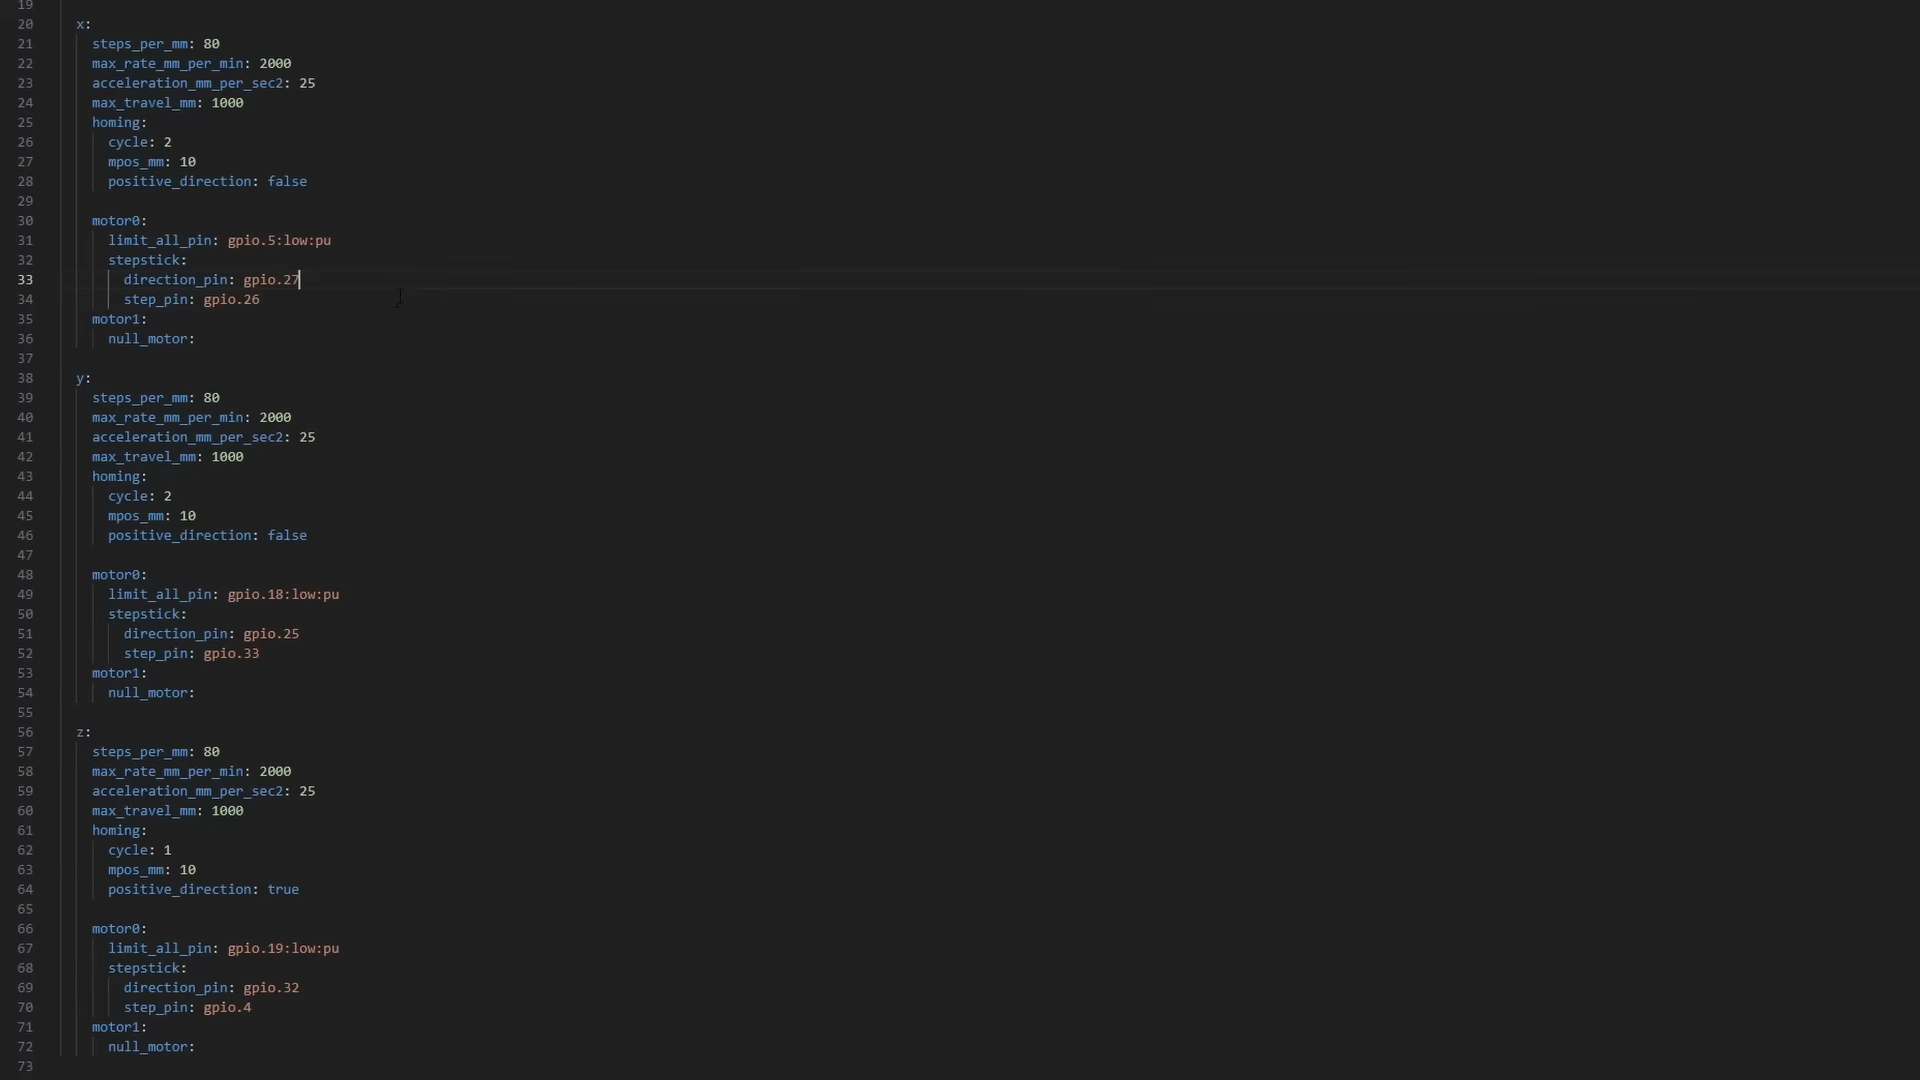 19
20 x:
21 steps_per_mm: 80
22 max_rate_mm_per_min: 2000
23 acceleration_mm_per_sec2: 25
24 max_travel_mm: 1000
25 homing:
26 cycle: 2
27 mpos_mm: 10
28 positive_direction: false
29
30 motor0:
31 limit_all_pin: gpio.5:low:pu
32 stepstick:
33 direction_pin: gpio.27
34 step_pin: gpio.26
35 motor1:
36 null_motor:
37
38 y:
39 steps_per_mm: 80
40 max_rate_mm_per_min: 2000
41 acceleration_mm_per_sec2: 25
42 max_travel_mm: 1000
43 homing:
44 cycle: 2
45 mpos_mm: 10
46 positive_direction: false
47
48 motor0:
49 limit_all_pin: gpio.18:low:pu
50 stepstick:
51 direction_pin: gpio.25
52 step_pin: gpio.33
53 motor1:
54 null_motor:
55
56 z:
57 steps_per_mm: 80
58 max_rate_mm_per_min: 2000
59 acceleration_mm_per_sec2: 25
60 max_travel_mm: 1000
61 homing:
62 cycle: 1
63 mpos_mm: 10
64 positive_direction: true
65
66 motor0:
67 limit_all_pin: gpio.19:low:pu
68 stepstick:
69 direction_pin: gpio.32
70 step_pin: gpio.4
71 motor1:
72 null_motor:
73